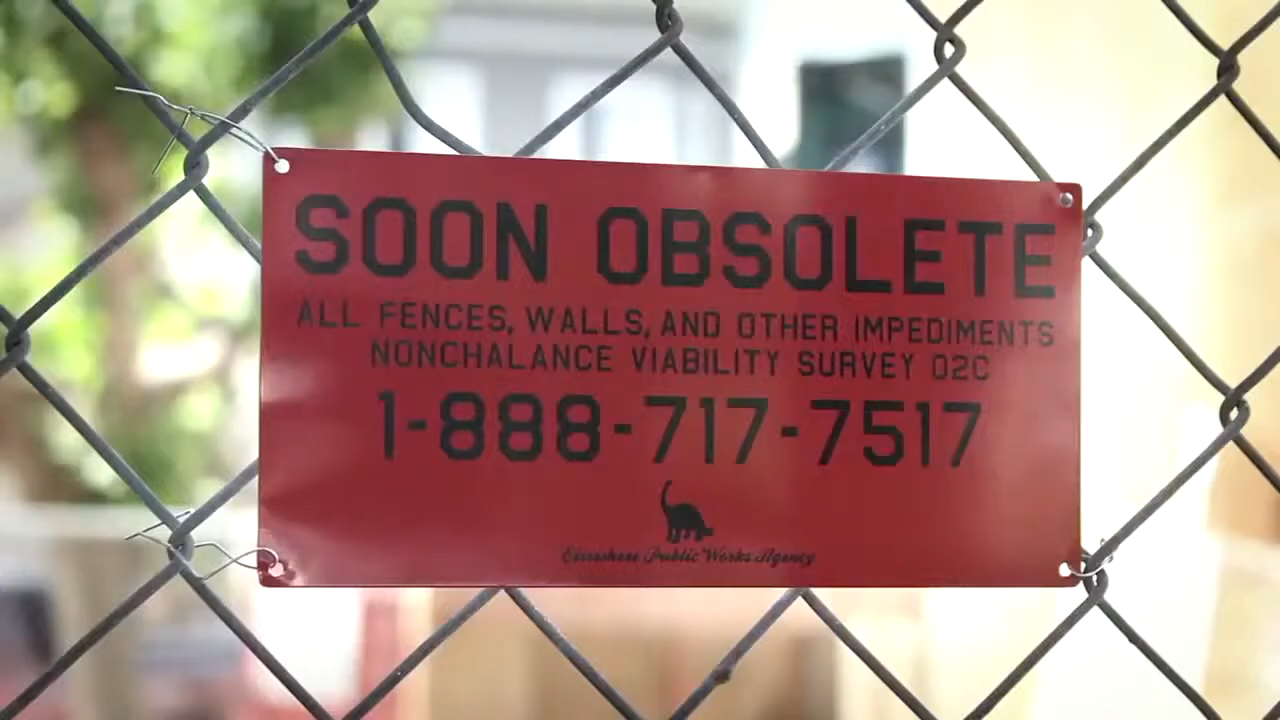 SOON OBSOLETE
ALL FENCES, WALLS, AND OTHER IMPEDIMENTS
NONCHALANCE VIABILITY SURVEY 02C
1-888-717-7517
Elsewhere Public Works Agency